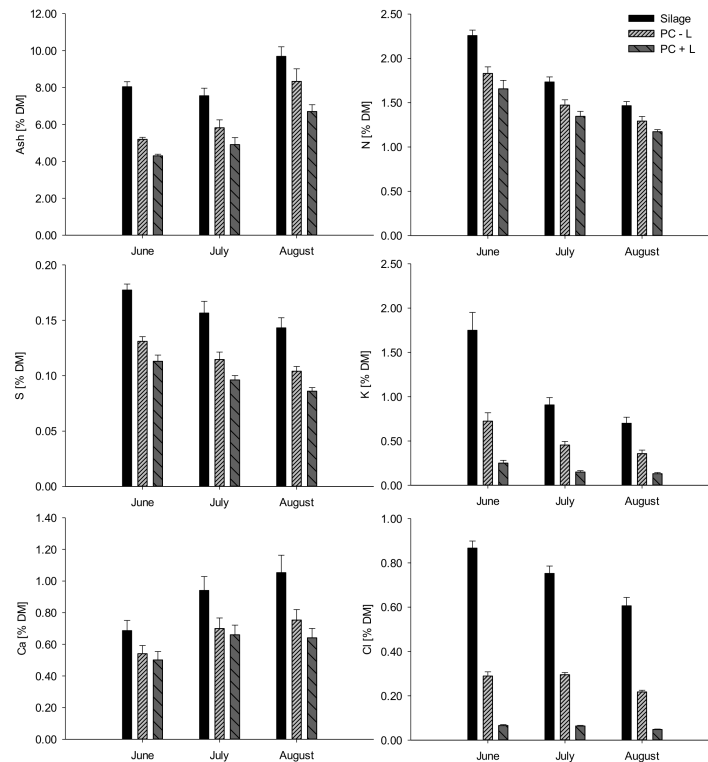 12.00
10.00
8.00
6.00
4.00
2.00
0.00
Ash [% DM]
June July August
2.50
2.00
1.50
1.00
0.50
0.00
N [% DM]
Silage
PC - L
PC + L
June July August
0.20
0.15
0.10
0.05
0.00
S [% DM]
June July August
2.50
2.00
1.50
1.00
0.50
0.00
K [% DM]
June July August
1.40
1.20
1.00
0.80
0.60
0.40
0.20
0.00
Ca [% DM]
June July August
1.00
0.80
0.60
0.40
0.20
0.00
Cl [% DM]
June July August